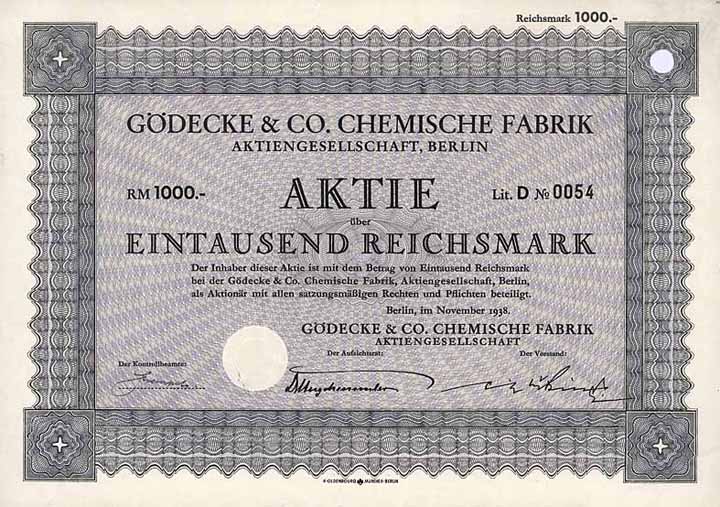 Reichsmark 1000.-
GÖDECKE & CO. CHEMISCHE FABRIK
AKTIENGESELLSCHAFT, BERLIN
RM 1000.- AKTIE Lit. D № 0054
über
EINTAUSEND REICHSMARK
Der Inhaber dieser Aktie ist mit dem Betrag von Eintausend Reichsmark
bei der Gödecke & Co. Chemische Fabrik, Aktiengesellschaft, Berlin,
als Aktionär mit allen satzungsmäßigen Rechten und Pflichten beteiligt.
Berlin, im November 1938.
GÖDECKE & CO. CHEMISCHE FABRIK
AKTIENGESELLSCHAFT
Der Kontrollbeamte: Der Aufsichtsrat: Der Vorstand:
R·OLDENBOURG MÜNCHEN·BERLIN